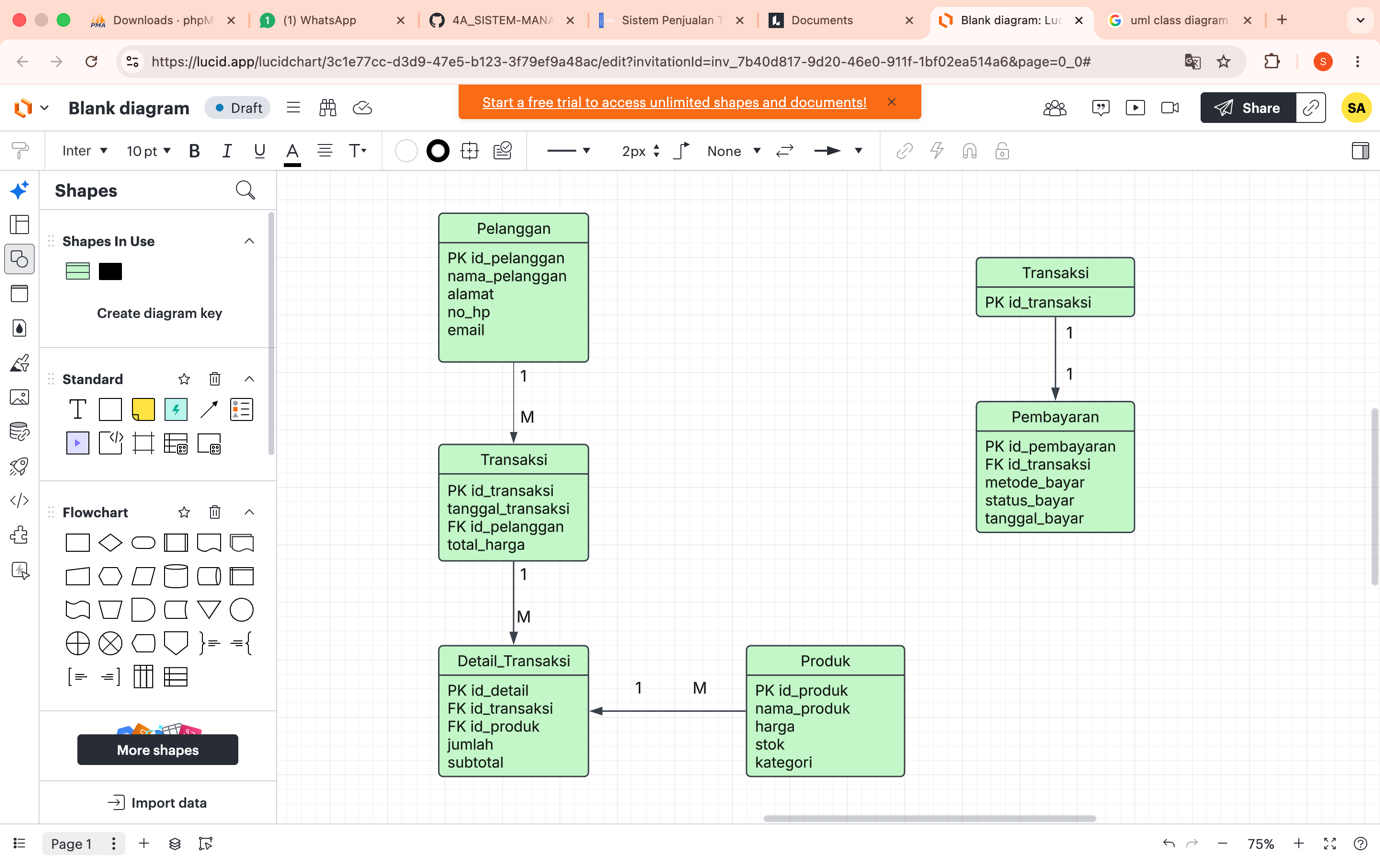 Downloads · phpM
(1) WhatsApp
4A_SISTEM-MANA
Sistem Penjualan T
Documents
Blank diagram: Luc
uml class diagram
https://lucid.app/lucidchart/3c1e77cc-d3d9-47e5-b123-3f79ef9a48ac/edit?invitationId=inv_7b40d817-9d20-46e0-911f-1bf02ea514a6&page=0_0#
S
Blank diagram
Draft
Start a free trial to access unlimited shapes and documents!
Share
SA
Inter
10 pt
B
I
U
A
T
2px
None
Shapes
Shapes In Use
Create diagram key
Standard
T
Flowchart
More shapes
Import data
Pelanggan
PK id_pelanggan
nama_pelanggan
alamat
no_hp
email
1
M
Transaksi
PK id_transaksi
tanggal_transaksi
FK id_pelanggan
total_harga
1
M
Detail_Transaksi
PK id_detail
FK id_transaksi
FK id_produk
jumlah
subtotal
1 M
Produk
PK id_produk
nama_produk
harga
stok
kategori
Transaksi
PK id_transaksi
1
1
Pembayaran
PK id_pembayaran
FK id_transaksi
metode_bayar
status_bayar
tanggal_bayar
Page 1
75%